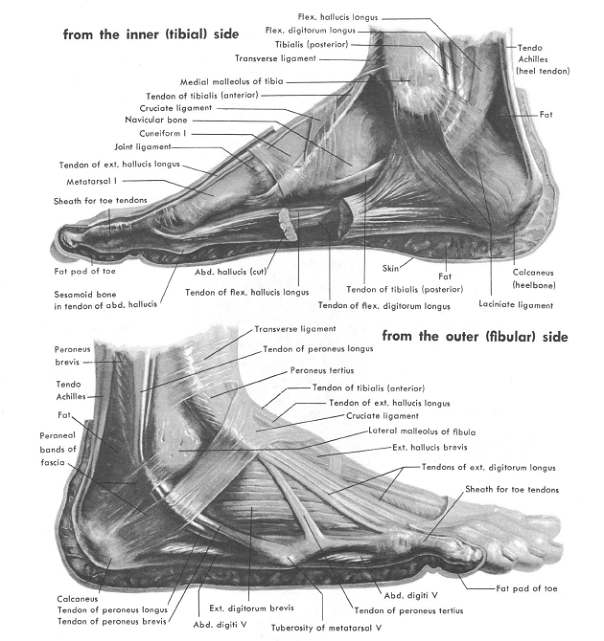 from the inner (tibial) side
Flex. hallucis longus
Flex. digitorum longus
Tibialis (posterior)
Transverse ligament
Medial malleolus of tibia
Tendon of tibialis (anterior)
Cruciate ligament
Navicular bone
Cuneiform I
Joint ligament
Tendon of ext. hallucis longus
Metatarsal I
Sheath for toe tendons
Tendo
Achilles
(heel tendon)
Fat
Fat pad of toe
Sesamoid bone
in tendon of abd. hallucis
Abd. hallucis (cut)
Tendon of flex. hallucis longus
Skin
Tendon of tibialis (posterior)
Tendon of flex. digitorum longus
Fat
Calcaneus
(heelbone)
Laciniate ligament
from the outer (fibular) side
Transverse ligament
Tendon of peroneus longus
Peroneus tertius
Tendon of tibialis (anterior)
Tendon of ext. hallucis longus
Cruciate ligament
Lateral malleolus of fibula
Ext. hallucis brevis
Tendons of ext. digitorum longus
Sheath for toe tendons
Peroneus
brevis
Tendo
Achilles
Fat
Peroneal
bands of
fascia
Calcaneus
Tendon of peroneus longus
Tendon of peroneus brevis
Ext. digitorum brevis
Abd. digiti V
Tuberosity of metatarsal V
Abd. digiti V
Tendon of peroneus tertius
Fat pad of toe